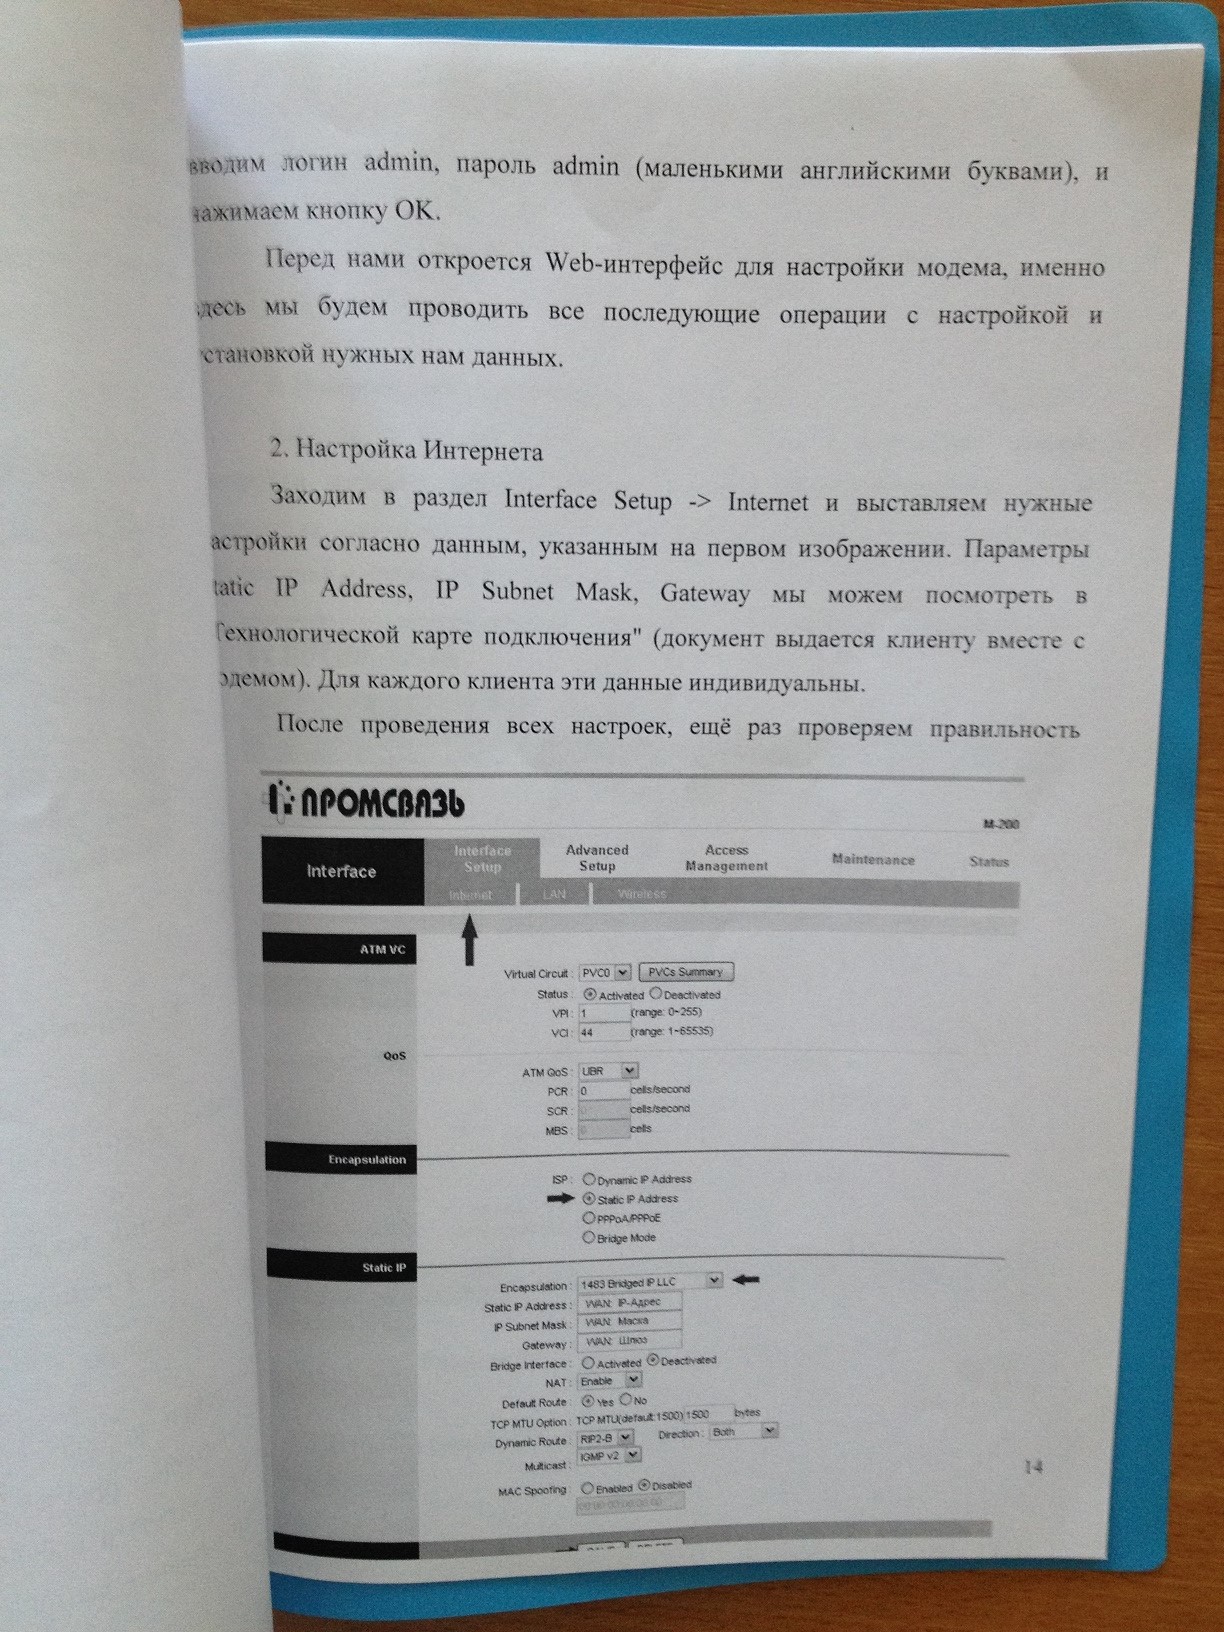 вводим логин admin, пароль admin (маленькими английскими буквами), и
нажимаем кнопку OK.
Перед нами откроется Web-интерфейс для настройки модема, именно
здесь мы будем проводить все последующие операции с настройкой и
установкой нужных нам данных.
2. Настройка Интернета
Заходим в раздел Interface Setup -> Internet и выставляем нужные
астройки согласно данным, указанным на первом изображении. Параметры
tatic IP Address, IP Subnet Mask, Gateway мы можем посмотреть в
Технологической карте подключения" (документ выдается клиенту вместе с
одемом). Для каждого клиента эти данные индивидуальны.
После проведения всех настроек, ещё раз проверяем правильность
ПРОМСВЯЗЬ
M-200
Interface
Interface Setup
Advanced Setup
Access Management
Maintenance
Status
Internet
LAN
Wireless
ATM VC
Virtual Circuit : PVC0 PVCs Summary
Status : Activated Deactivated
VPI : 1 (range: 0~255)
VCI : 44 (range: 1~65535)
QoS
ATM QoS : UBR
PCR : 0 cells/second
SCR : 0 cells/second
MBS : 0 cells
Encapsulation
ISP : Dynamic IP Address
Static IP Address
PPPoA/PPPoE
Bridge Mode
Static IP
Encapsulation : 1483 Bridged IP LLC
Static IP Address : WAN: IP-Адрес
IP Subnet Mask : WAN: Маска
Gateway : WAN: Шлюз
Bridge Interface : Activated Deactivated
NAT : Enable
Default Route : Yes No
TCP MTU Option : TCP MTU(default:1500) 1500 bytes
Dynamic Route : RIP2-B Direction : Both
Multicast : IGMP v2
MAC Spoofing : Enabled Disabled
00:00:00:00:00:00
14
SAVE DELETE